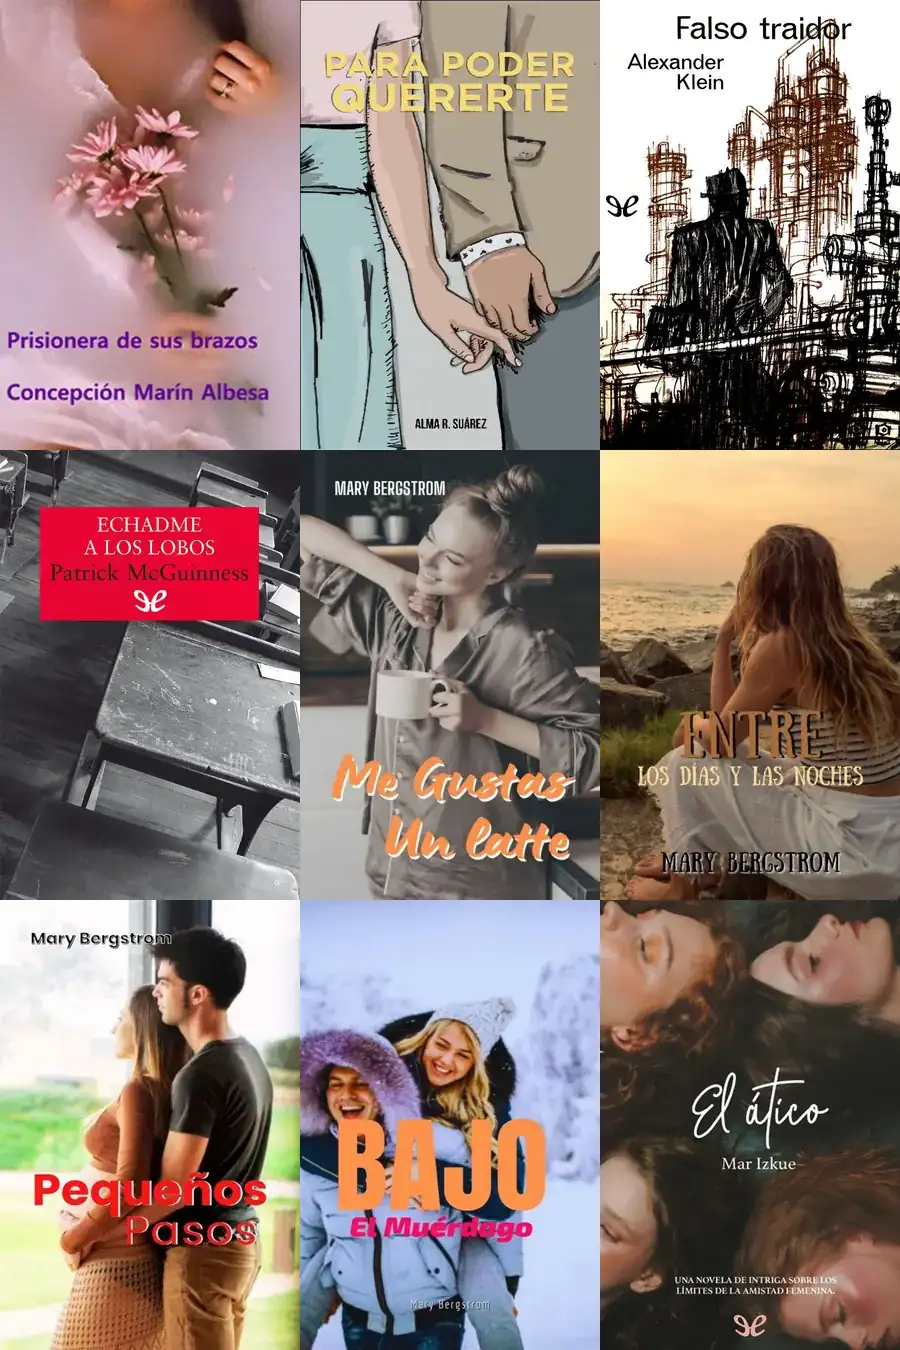 Prisionera de sus brazos
Concepción Marín Albesa
PARA PODER
QUERERTE
ALMA R. SUÁREZ
Falso traidor
Alexander
Klein
ECHADME
A LOS LOBOS
Patrick McGuinness
MARY BERGSTROM
Me Gustas
Un latte
ENTRE
LOS DÍAS Y LAS NOCHES
MARY BERGSTROM
Mary Bergstrom
Pequeños
Pasos
BAJO
El Muérdago
Mary Bergstrom
El ático
Mar Izkue
UNA NOVELA DE INTRIGA SOBRE LOS
LÍMITES DE LA AMISTAD FEMENINA.